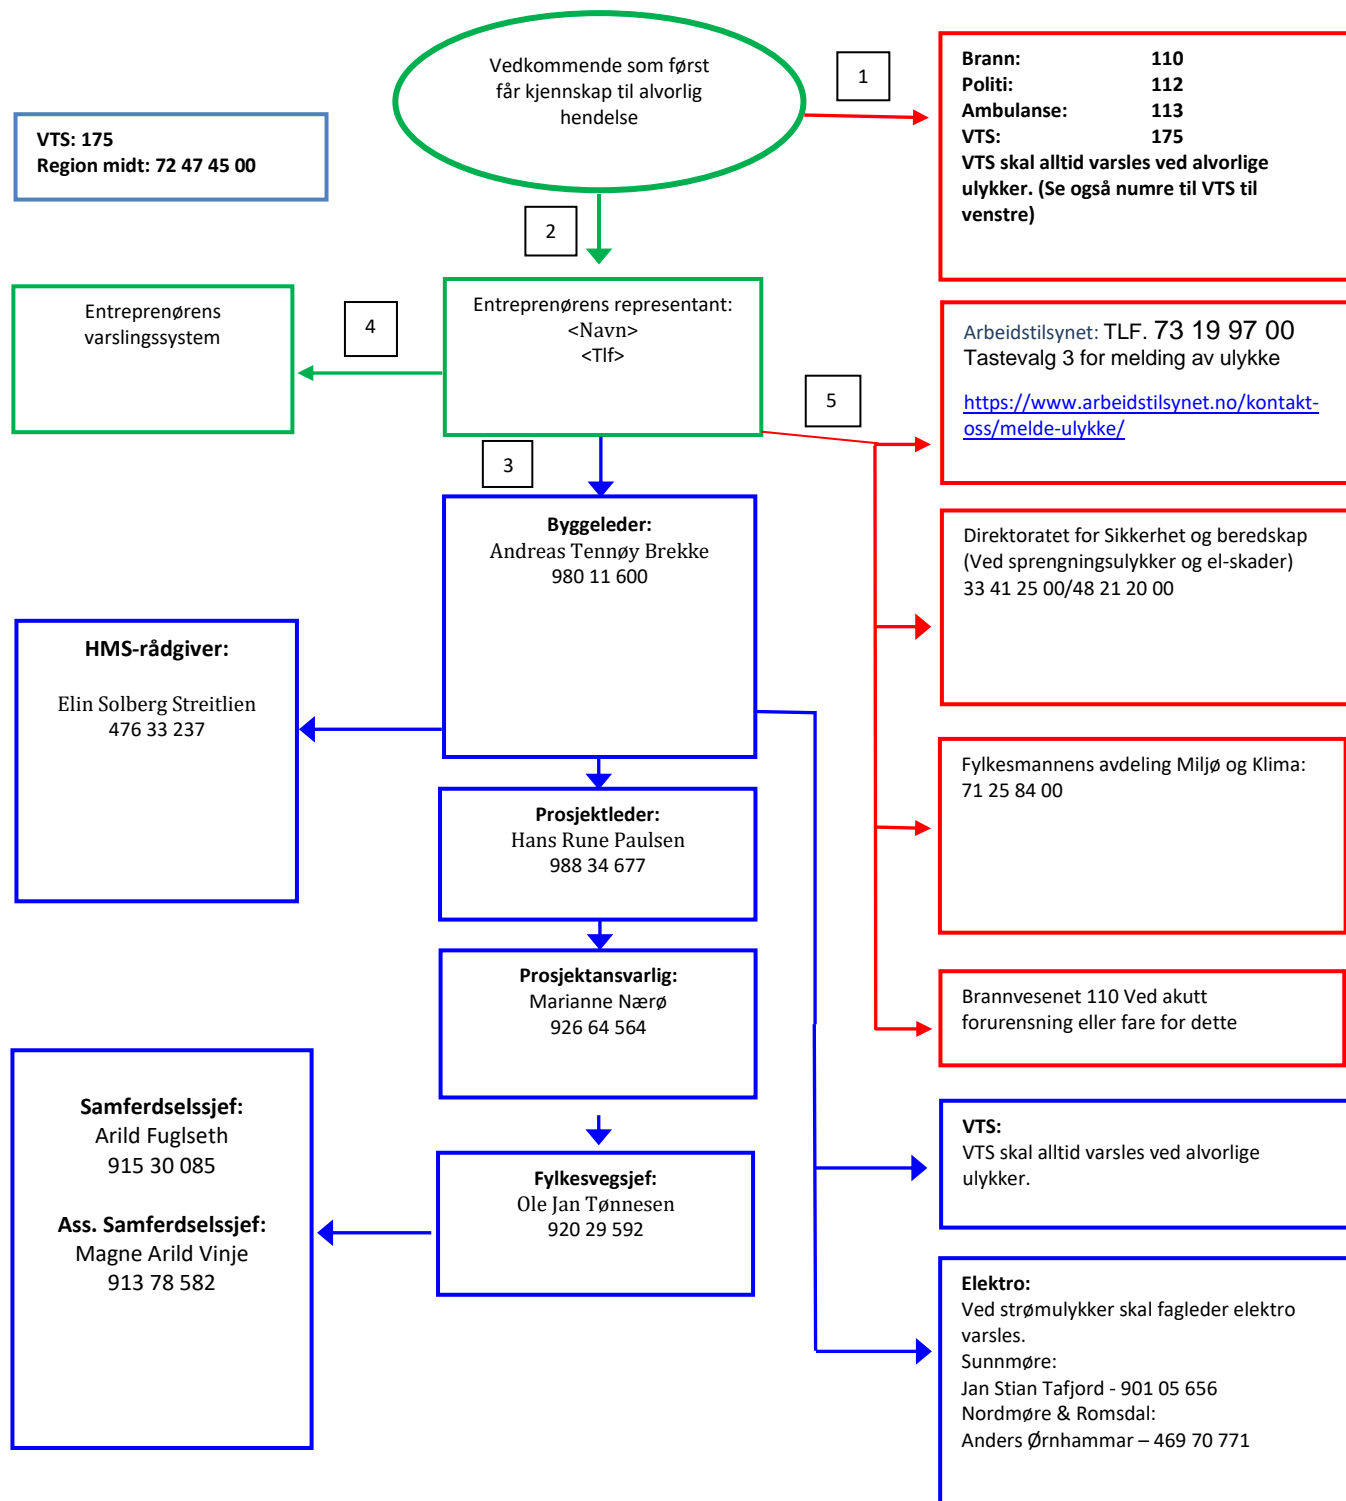 Vedkommende som først
får kjennskap til alvorlig
hendelse
1
Brann: 110
Politi: 112
Ambulanse: 113
VTS: 175
VTS skal alltid varsles ved alvorlige
ulykker. (Se også numre til VTS til
venstre)
VTS: 175
Region midt: 72 47 45 00
2
Entreprenørens
varslingssystem
4
Entreprenørens representant:
<Navn>
<Tlf>
5
Arbeidstilsynet: TLF. 73 19 97 00
Tastevalg 3 for melding av ulykke
https://www.arbeidstilsynet.no/kontakt-
oss/melde-ulykke/
3
Byggeleder:
Andreas Tennøy Brekke
980 11 600
Direktoratet for Sikkerhet og beredskap
(Ved sprengningsulykker og el-skader)
33 41 25 00/48 21 20 00
HMS-rådgiver:
Elin Solberg Streitlien
476 33 237
Fylkesmannens avdeling Miljø og Klima:
71 25 84 00
Prosjektleder:
Hans Rune Paulsen
988 34 677
Prosjektansvarlig:
Marianne Nærø
926 64 564
Brannvesenet 110 Ved akutt
forurensning eller fare for dette
Samferdselssjef:
Arild Fuglseth
915 30 085
Ass. Samferdselssjef:
Magne Arild Vinje
913 78 582
Fylkesvegsjef:
Ole Jan Tønnesen
920 29 592
VTS:
VTS skal alltid varsles ved alvorlige
ulykker.
Elektro:
Ved strømulykker skal fagleder elektro
varsles.
Sunnmøre:
Jan Stian Tafjord - 901 05 656
Nordmøre & Romsdal:
Anders Ørnhammar – 469 70 771